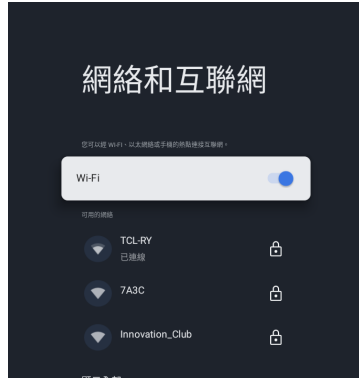 網絡和互聯網
您可以經 Wi-Fi、以太網絡或手機的熱點連接互聯網。
Wi-Fi
可用的網絡
TCL-RY
已連線
7A3C
Innovation_Club